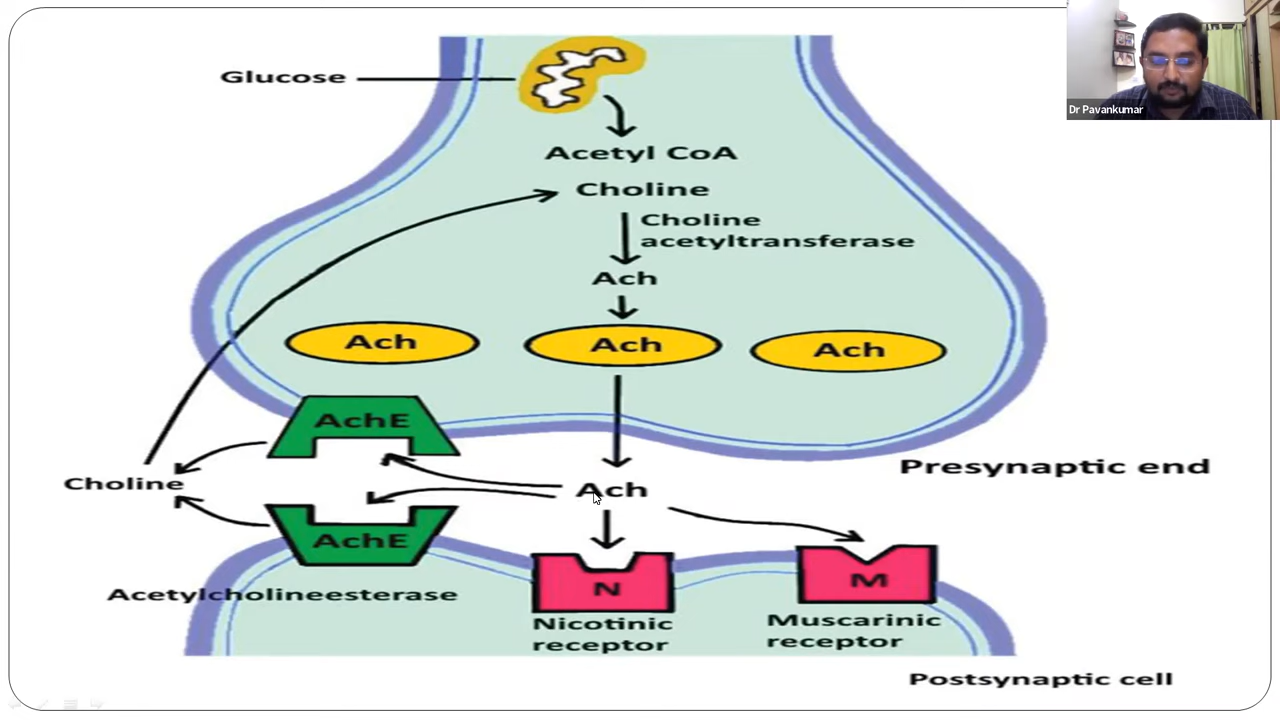 Glucose
Acetyl CoA
Choline
Choline
acetyltransferase
Ach
Ach
Ach
Ach
AchE
Presynaptic end
Choline
Ach
AchE
N
M
Acetylcholineesterase
Nicotinic
receptor
Muscarinic
receptor
Postsynaptic cell
Dr Pavankumar